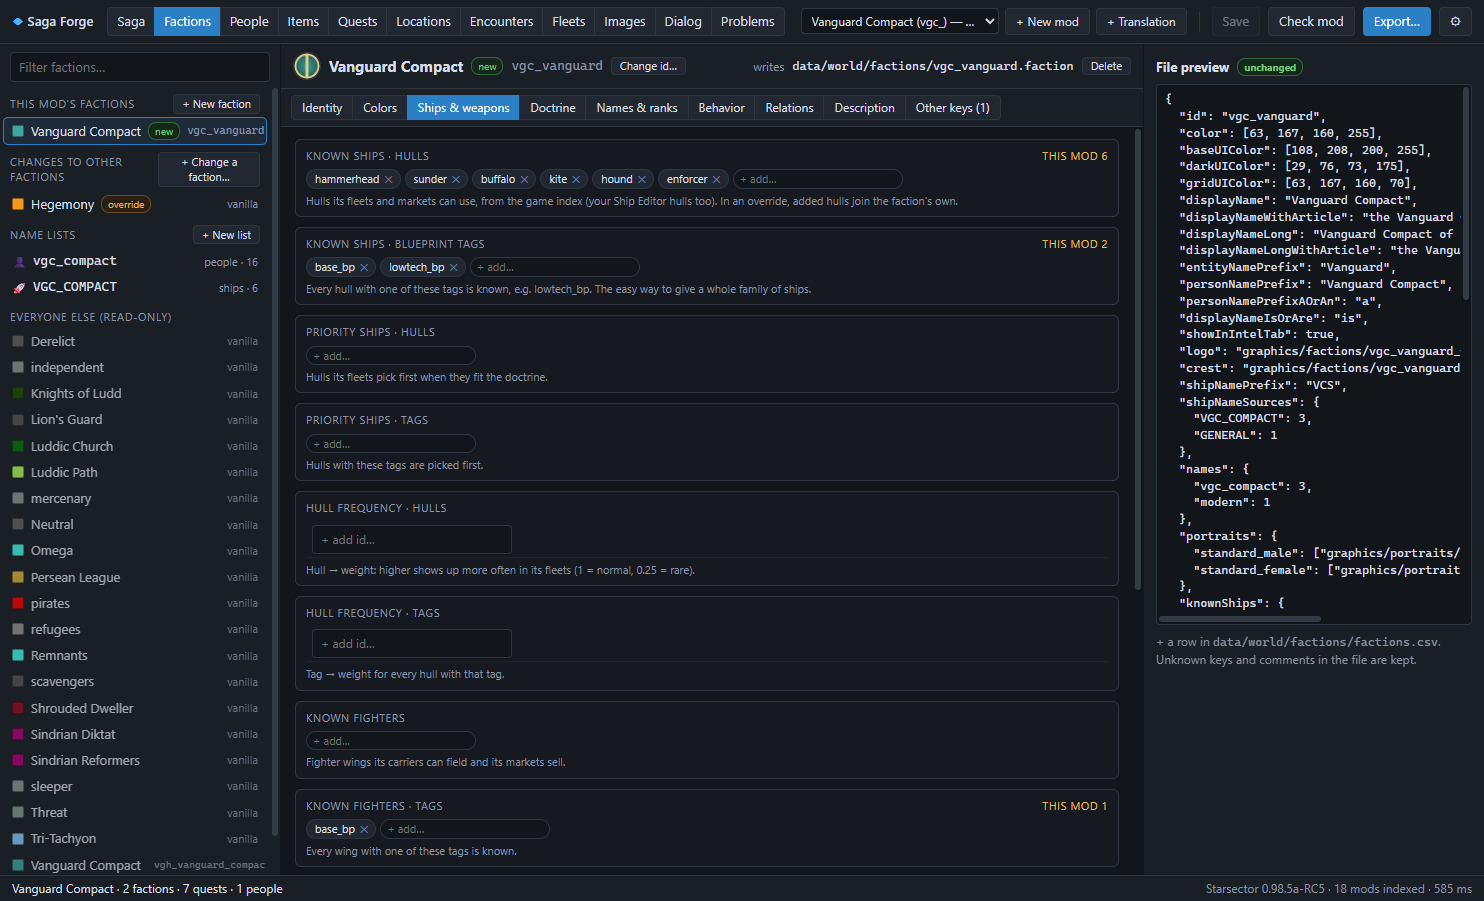 Saga Forge
Saga
Factions
People
Items
Quests
Locations
Encounters
Fleets
Images
Dialog
Problems
Vanguard Compact (vgc_) — ...
+ New mod
+ Translation
Save
Check mod
Export...
Filter factions...
THIS MOD'S FACTIONS
+ New faction
Vanguard Compact new vgc_vanguard
CHANGES TO OTHER FACTIONS
+ Change a faction...
Hegemony override vanilla
NAME LISTS
+ New list
vgc_compact people · 16
VGC_COMPACT ships · 6
EVERYONE ELSE (READ-ONLY)
Derelict vanilla
independent vanilla
Knights of Ludd vanilla
Lion's Guard vanilla
Luddic Church vanilla
Luddic Path vanilla
mercenary vanilla
Neutral vanilla
Omega vanilla
Persean League vanilla
pirates vanilla
refugees vanilla
Remnants vanilla
scavengers vanilla
Shrouded Dweller vanilla
Sindrian Diktat vanilla
Sindrian Reformers vanilla
sleeper vanilla
Threat vanilla
Tri-Tachyon vanilla
Vanguard Compact vgh_vanguard_compac
Vanguard Compact new vgc_vanguard Change id...
writes data/world/factions/vgc_vanguard.faction Delete
Identity
Colors
Ships & weapons
Doctrine
Names & ranks
Behavior
Relations
Description
Other keys (1)
KNOWN SHIPS · HULLS THIS MOD 6
hammerhead × sunder × buffalo × kite × hound × enforcer × + add...
Hulls its fleets and markets can use, from the game index (your Ship Editor hulls too). In an override, added hulls join the faction's own.
KNOWN SHIPS · BLUEPRINT TAGS THIS MOD 2
base_bp × lowtech_bp × + add...
Every hull with one of these tags is known, e.g. lowtech_bp. The easy way to give a whole family of ships.
PRIORITY SHIPS · HULLS
+ add...
Hulls its fleets pick first when they fit the doctrine.
PRIORITY SHIPS · TAGS
+ add...
Hulls with these tags are picked first.
HULL FREQUENCY · HULLS
+ add id...
Hull → weight: higher shows up more often in its fleets (1 = normal, 0.25 = rare).
HULL FREQUENCY · TAGS
+ add id...
Tag → weight for every hull with that tag.
KNOWN FIGHTERS
+ add...
Fighter wings its carriers can field and its markets sell.
KNOWN FIGHTERS · TAGS THIS MOD 1
base_bp × + add...
Every wing with one of these tags is known.
File preview unchanged
{
"id": "vgc_vanguard",
"color": [63, 167, 160, 255],
"baseUIColor": [108, 208, 200, 255],
"darkUIColor": [29, 76, 73, 175],
"gridUIColor": [63, 167, 160, 70],
"displayName": "Vanguard Compact",
"displayNameWithArticle": "the Vanguard
"displayNameLong": "Vanguard Compact of
"displayNameLongWithArticle": "the Vangu
"entityNamePrefix": "Vanguard",
"personNamePrefix": "Vanguard Compact",
"personNamePrefixAOrAn": "a",
"displayNameIsOrAre": "is",
"showInIntelTab": true,
"logo": "graphics/factions/vgc_vanguard_
"crest": "graphics/factions/vgc_vanguard
"shipNamePrefix": "VCS",
"shipNameSources": {
"VGC_COMPACT": 3,
"GENERAL": 1
},
"names": {
"vgc_compact": 3,
"modern": 1
},
"portraits": {
"standard_male": ["graphics/portraits/
"standard_female": ["graphics/portrait
},
"knownShips": {
+ a row in data/world/factions/factions.csv.
Unknown keys and comments in the file are kept.
Vanguard Compact · 2 factions · 7 quests · 1 people
Starsector 0.98.5a-RC5 · 18 mods indexed · 585 ms